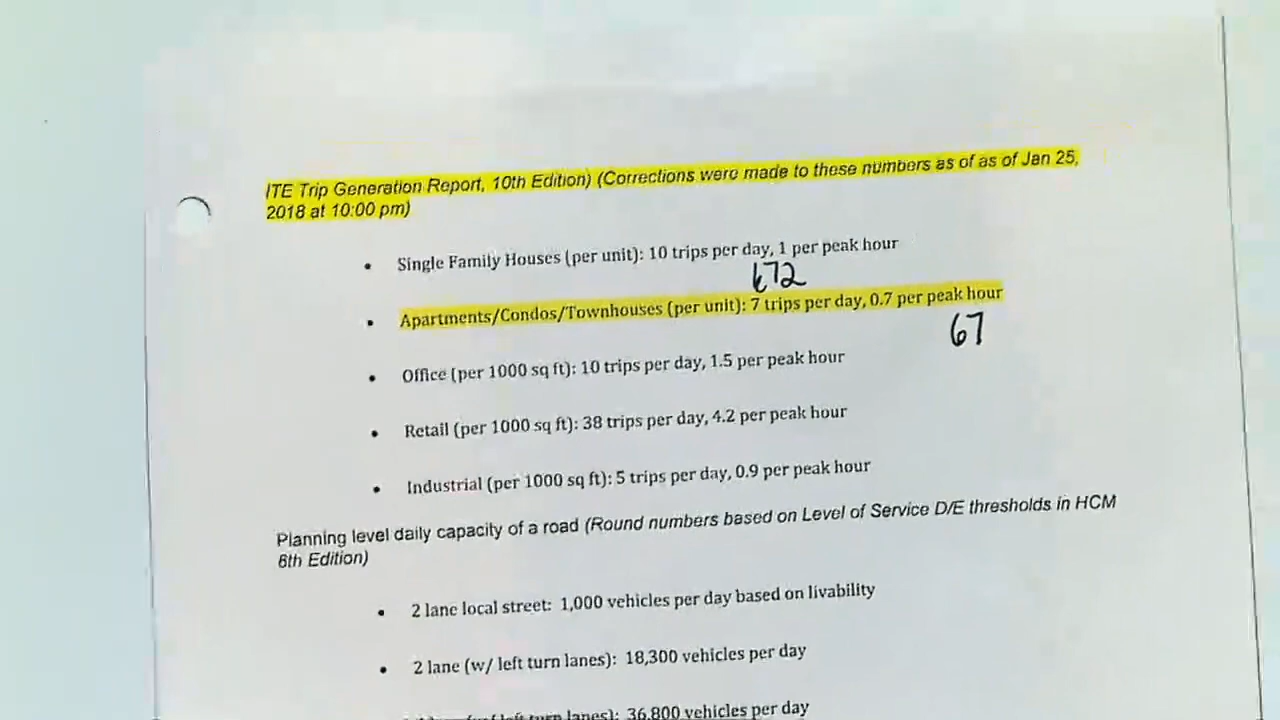 ITE Trip Generation Report, 10th Edition) (Corrections were made to these numbers as of as of Jan 25,
2018 at 10:00 pm)
• Single Family Houses (per unit): 10 trips per day, 1 per peak hour
672
• Apartments/Condos/Townhouses (per unit): 7 trips per day, 0.7 per peak hour
67
• Office (per 1000 sq ft): 10 trips per day, 1.5 per peak hour
• Retail (per 1000 sq ft): 38 trips per day, 4.2 per peak hour
• Industrial (per 1000 sq ft): 5 trips per day, 0.9 per peak hour
Planning level daily capacity of a road (Round numbers based on Level of Service D/E thresholds in HCM
6th Edition)
• 2 lane local street: 1,000 vehicles per day based on livability
• 2 lane (w/ left turn lanes): 18,300 vehicles per day
left turn lanes): 36,800 vehicles per day